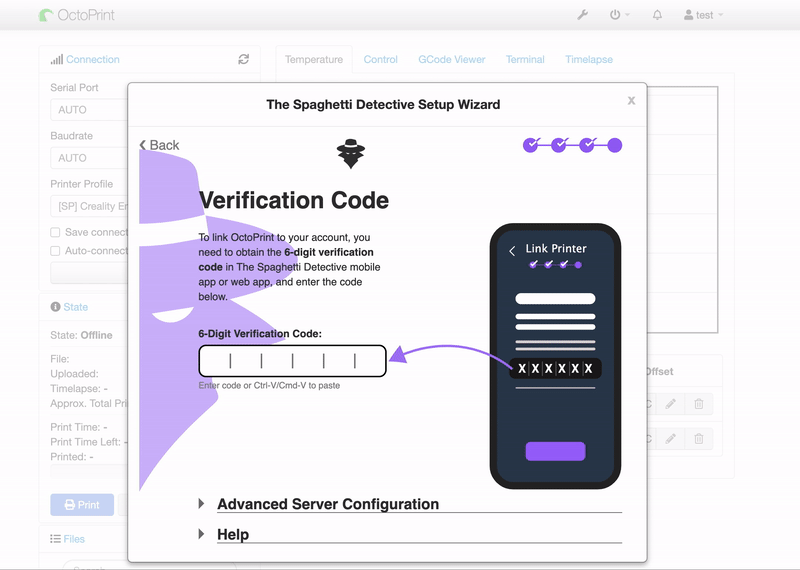 OctoPrint
test
Connection
Temperature
Control
GCode Viewer
Terminal
Timelapse
Serial Port
AUTO
Baudrate
AUTO
Printer Profile
[SP] Creality
Save connect
Auto-connect
State
State: Offline
File:
Uploaded:
Timelapse: -
Approx. Total
Print Time: -
Print Time Left: -
Printed: -
Print
Files
Offset
The Spaghetti Detective Setup Wizard
x
Back
Verification Code
To link OctoPrint to your account, you
need to obtain the 6-digit verification
code in The Spaghetti Detective mobile
app or web app, and enter the code
below.
6-Digit Verification Code:
Enter code or Ctrl-V/Cmd-V to paste
Link Printer
X X X X X X
Advanced Server Configuration
Help